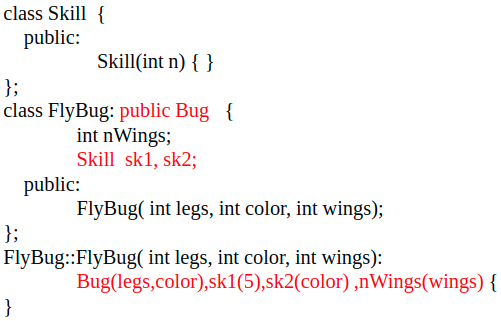 class Skill  {
public:
Skill(int n) { }
};
class FlyBug: public Bug   {
int nWings;
Skill  sk1, sk2;
public:
FlyBug( int legs, int color, int wings);
};
FlyBug::FlyBug( int legs, int color, int wings):
Bug(legs,color),sk1(5),sk2(color) ,nWings(wings) {
}